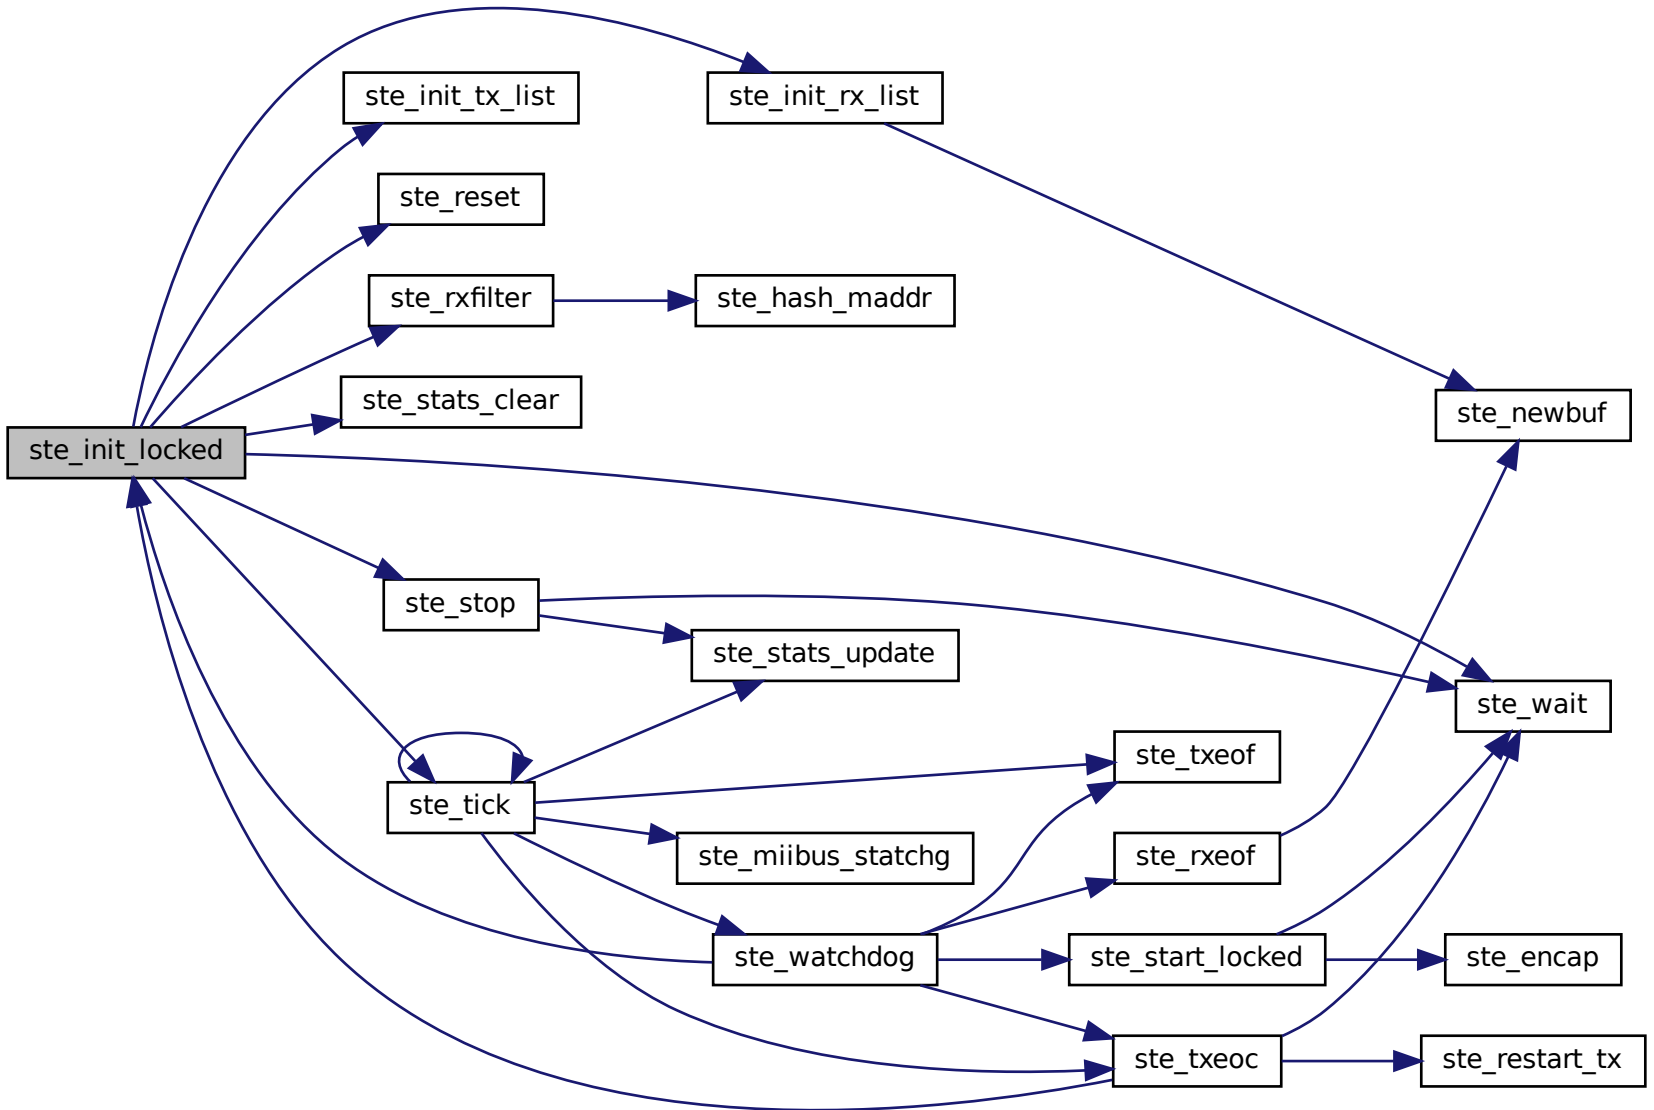 ste_init_tx_list
ste_init_rx_list
ste_reset
ste_rxfilter
ste_hash_maddr
ste_stats_clear
ste_newbuf
ste_init_locked
ste_stop
ste_stats_update
ste_wait
ste_txeof
ste_tick
ste_miibus_statchg
ste_rxeof
ste_watchdog
ste_start_locked
ste_encap
ste_txeoc
ste_restart_tx